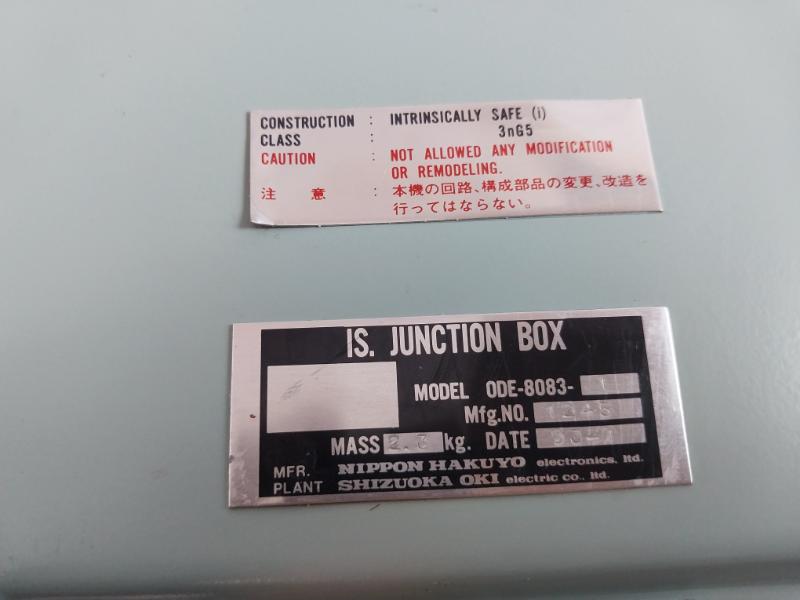 CONSTRUCTION : INTRINSICALLY SAFE (i)
CLASS : 3nG5
CAUTION : NOT ALLOWED ANY MODIFICATION
OR REMODELING.
注 意 : 本機の回路、構成部品の変更、改造を
行ってはならない。
IS. JUNCTION BOX
MODEL ODE-8083- 1
Mfg.NO.
MASS 2.3 kg. DATE
MFR. NIPPON HAKUYO electronics, ltd.
PLANT SHIZUOKA OKI electric co., ltd.